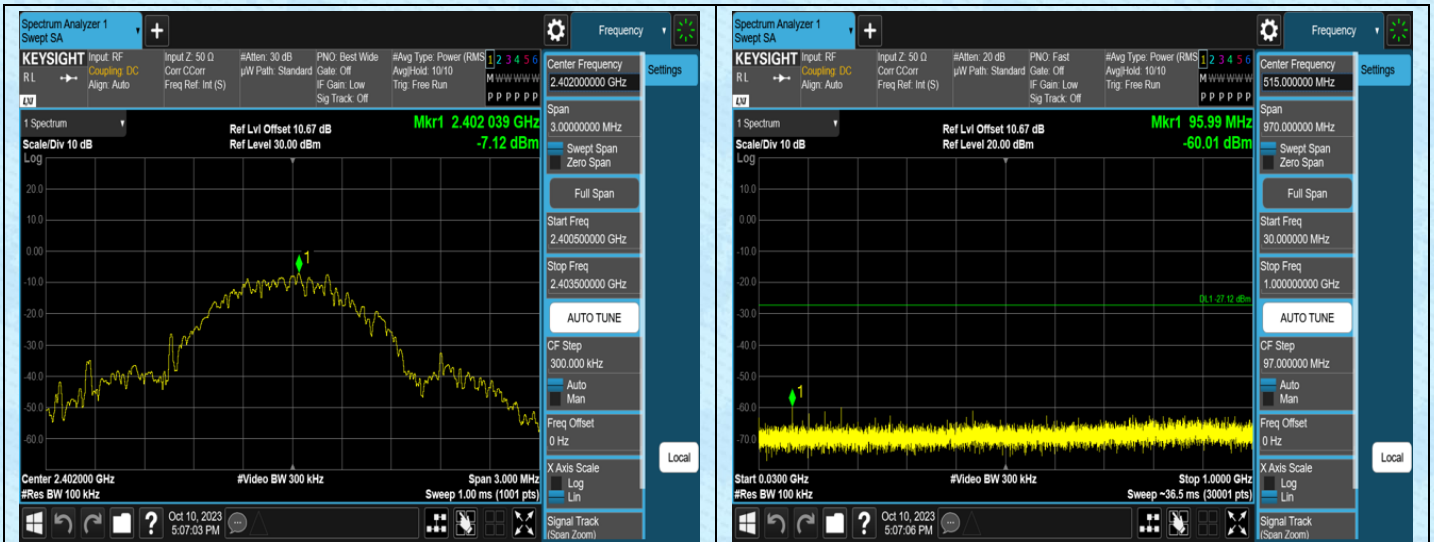 Spectrum Analyzer 1
Swept SA
Frequency
KEYSIGHT
Input: RF
Coupling: DC
Align: Auto
Input Z: 50 Ω
Corr CCorr
Freq Ref: Int (S)
#Atten: 30 dB
µW Path: Standard
PNO: Best Wide
Gate: Off
IF Gain: Low
Sig Track: Off
#Avg Type: Power (RMS
Avg|Hold: 10/10
Trig: Free Run
1 2 3 4 5 6
M W W W W W
P P P P P P
RL
LXI
Center Frequency
2.402000000 GHz
Settings
Span
3.00000000 MHz
Swept Span
Zero Span
Full Span
Start Freq
2.400500000 GHz
Stop Freq
2.403500000 GHz
AUTO TUNE
CF Step
300.000 kHz
Auto
Man
Freq Offset
0 Hz
X Axis Scale
Log
Lin
Signal Track
(Span Zoom)
Local
1 Spectrum
Scale/Div 10 dB
Log
Ref Lvl Offset 10.67 dB
Ref Level 30.00 dBm
Mkr1 2.402 039 GHz
-7.12 dBm
20.0
10.0
0.00
-10.0
-20.0
-30.0
-40.0
-50.0
-60.0
1
Center 2.402000 GHz
#Video BW 300 kHz
Span 3.000 MHz
#Res BW 100 kHz
Sweep 1.00 ms (1001 pts)
?
Oct 10, 2023
5:07:03 PM
Spectrum Analyzer 1
Swept SA
Frequency
KEYSIGHT
Input: RF
Coupling: DC
Align: Auto
Input Z: 50 Ω
Corr CCorr
Freq Ref: Int (S)
#Atten: 20 dB
µW Path: Standard
PNO: Fast
Gate: Off
IF Gain: Low
Sig Track: Off
#Avg Type: Power (RMS
Avg|Hold: 10/10
Trig: Free Run
1 2 3 4 5 6
M W W W W W
P P P P P P
RL
LXI
Center Frequency
515.000000 MHz
Settings
Span
970.000000 MHz
Swept Span
Zero Span
Full Span
Start Freq
30.000000 MHz
Stop Freq
1.000000000 GHz
AUTO TUNE
CF Step
97.000000 MHz
Auto
Man
Freq Offset
0 Hz
X Axis Scale
Log
Lin
Signal Track
(Span Zoom)
Local
1 Spectrum
Scale/Div 10 dB
Log
Ref Lvl Offset 10.67 dB
Ref Level 20.00 dBm
Mkr1 95.99 MHz
-60.01 dBm
10.0
0.00
-10.0
-20.0
-30.0
-40.0
-50.0
-60.0
-70.0
DL1 -27.12 dBm
1
Start 0.0300 GHz
#Video BW 300 kHz
Stop 1.0000 GHz
#Res BW 100 kHz
Sweep ~36.5 ms (30001 pts)
?
Oct 10, 2023
5:07:06 PM